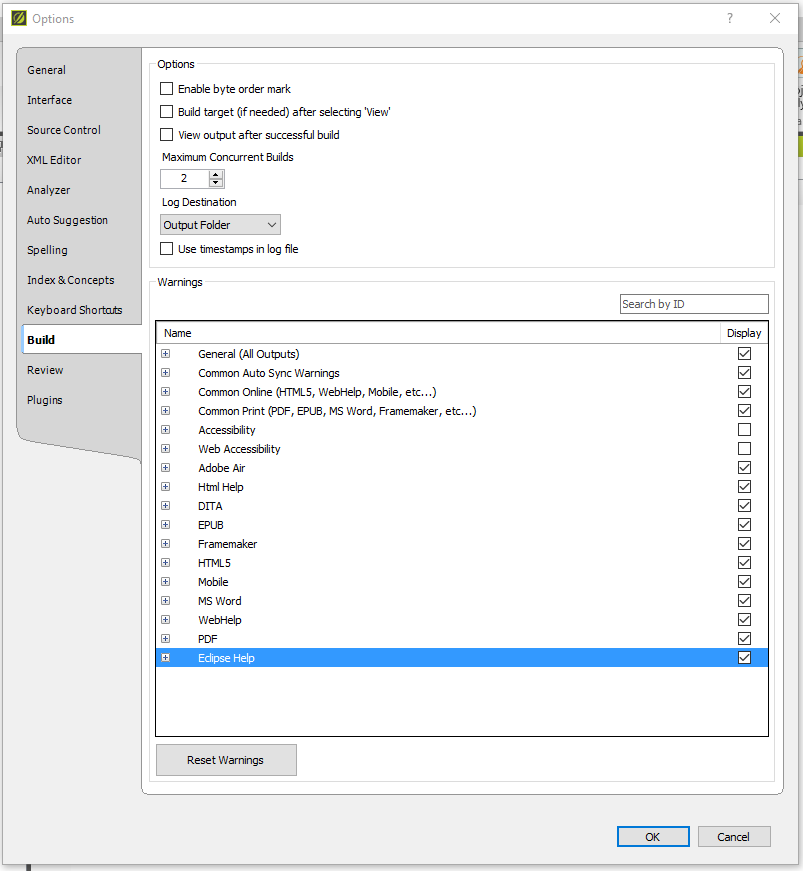 Options
General
Interface
Source Control
XML Editor
Analyzer
Auto Suggestion
Spelling
Index & Concepts
Keyboard Shortcuts
Build
Review
Plugins
Options
Enable byte order mark
Build target (if needed) after selecting 'View'
View output after successful build
Maximum Concurrent Builds
2
Log Destination
Output Folder
Use timestamps in log file
Warnings
Search by ID
Name Display
General (All Outputs)
Common Auto Sync Warnings
Common Online (HTML5, WebHelp, Mobile, etc...)
Common Print (PDF, EPUB, MS Word, Framemaker, etc...)
Accessibility
Web Accessibility
Adobe Air
Html Help
DITA
EPUB
Framemaker
HTML5
Mobile
MS Word
WebHelp
PDF
Eclipse Help
Reset Warnings
OK Cancel